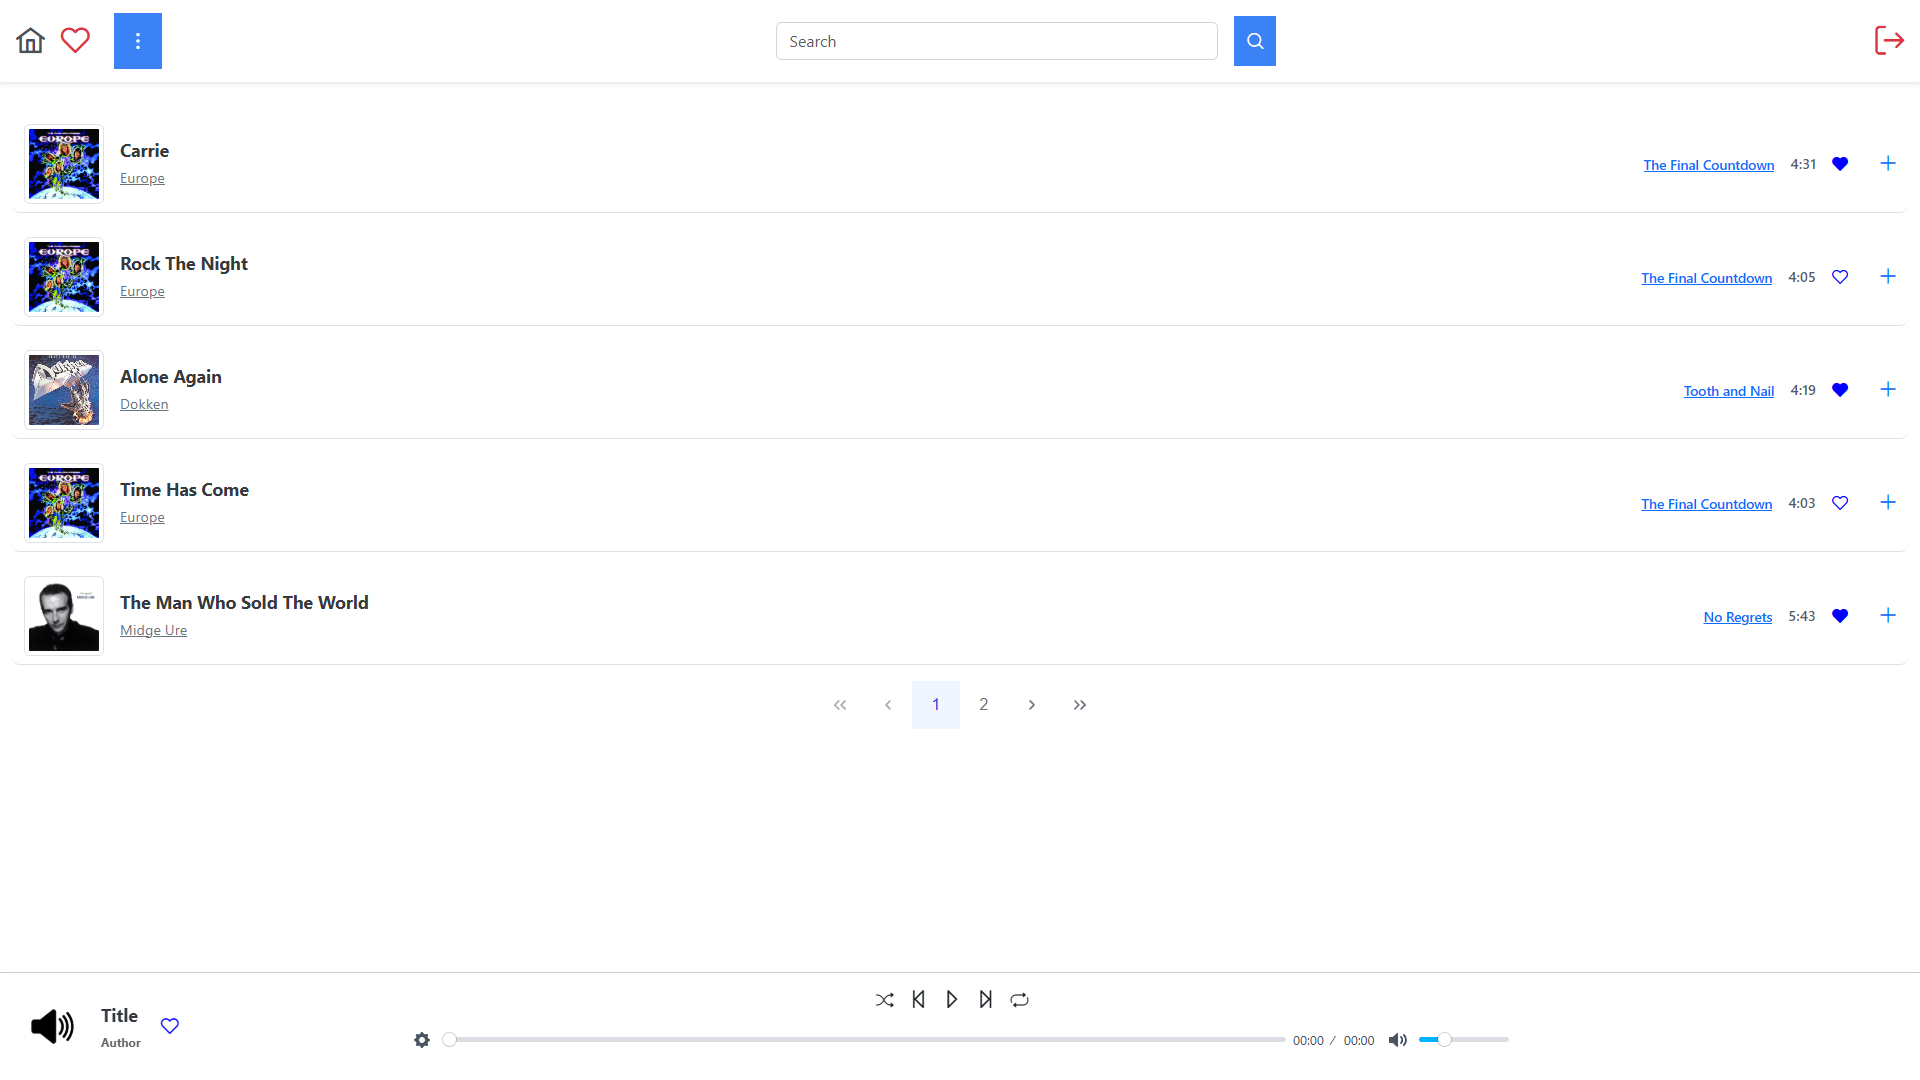 Search
EUROPE
Carrie
Europe
The Final Countdown 4:31
EUROPE
Rock The Night
Europe
The Final Countdown 4:05
Alone Again
Dokken
Tooth and Nail 4:19
EUROPE
Time Has Come
Europe
The Final Countdown 4:03
The Man Who Sold The World
Midge Ure
No Regrets 5:43
1 2
Title
Author
00:00 / 00:00